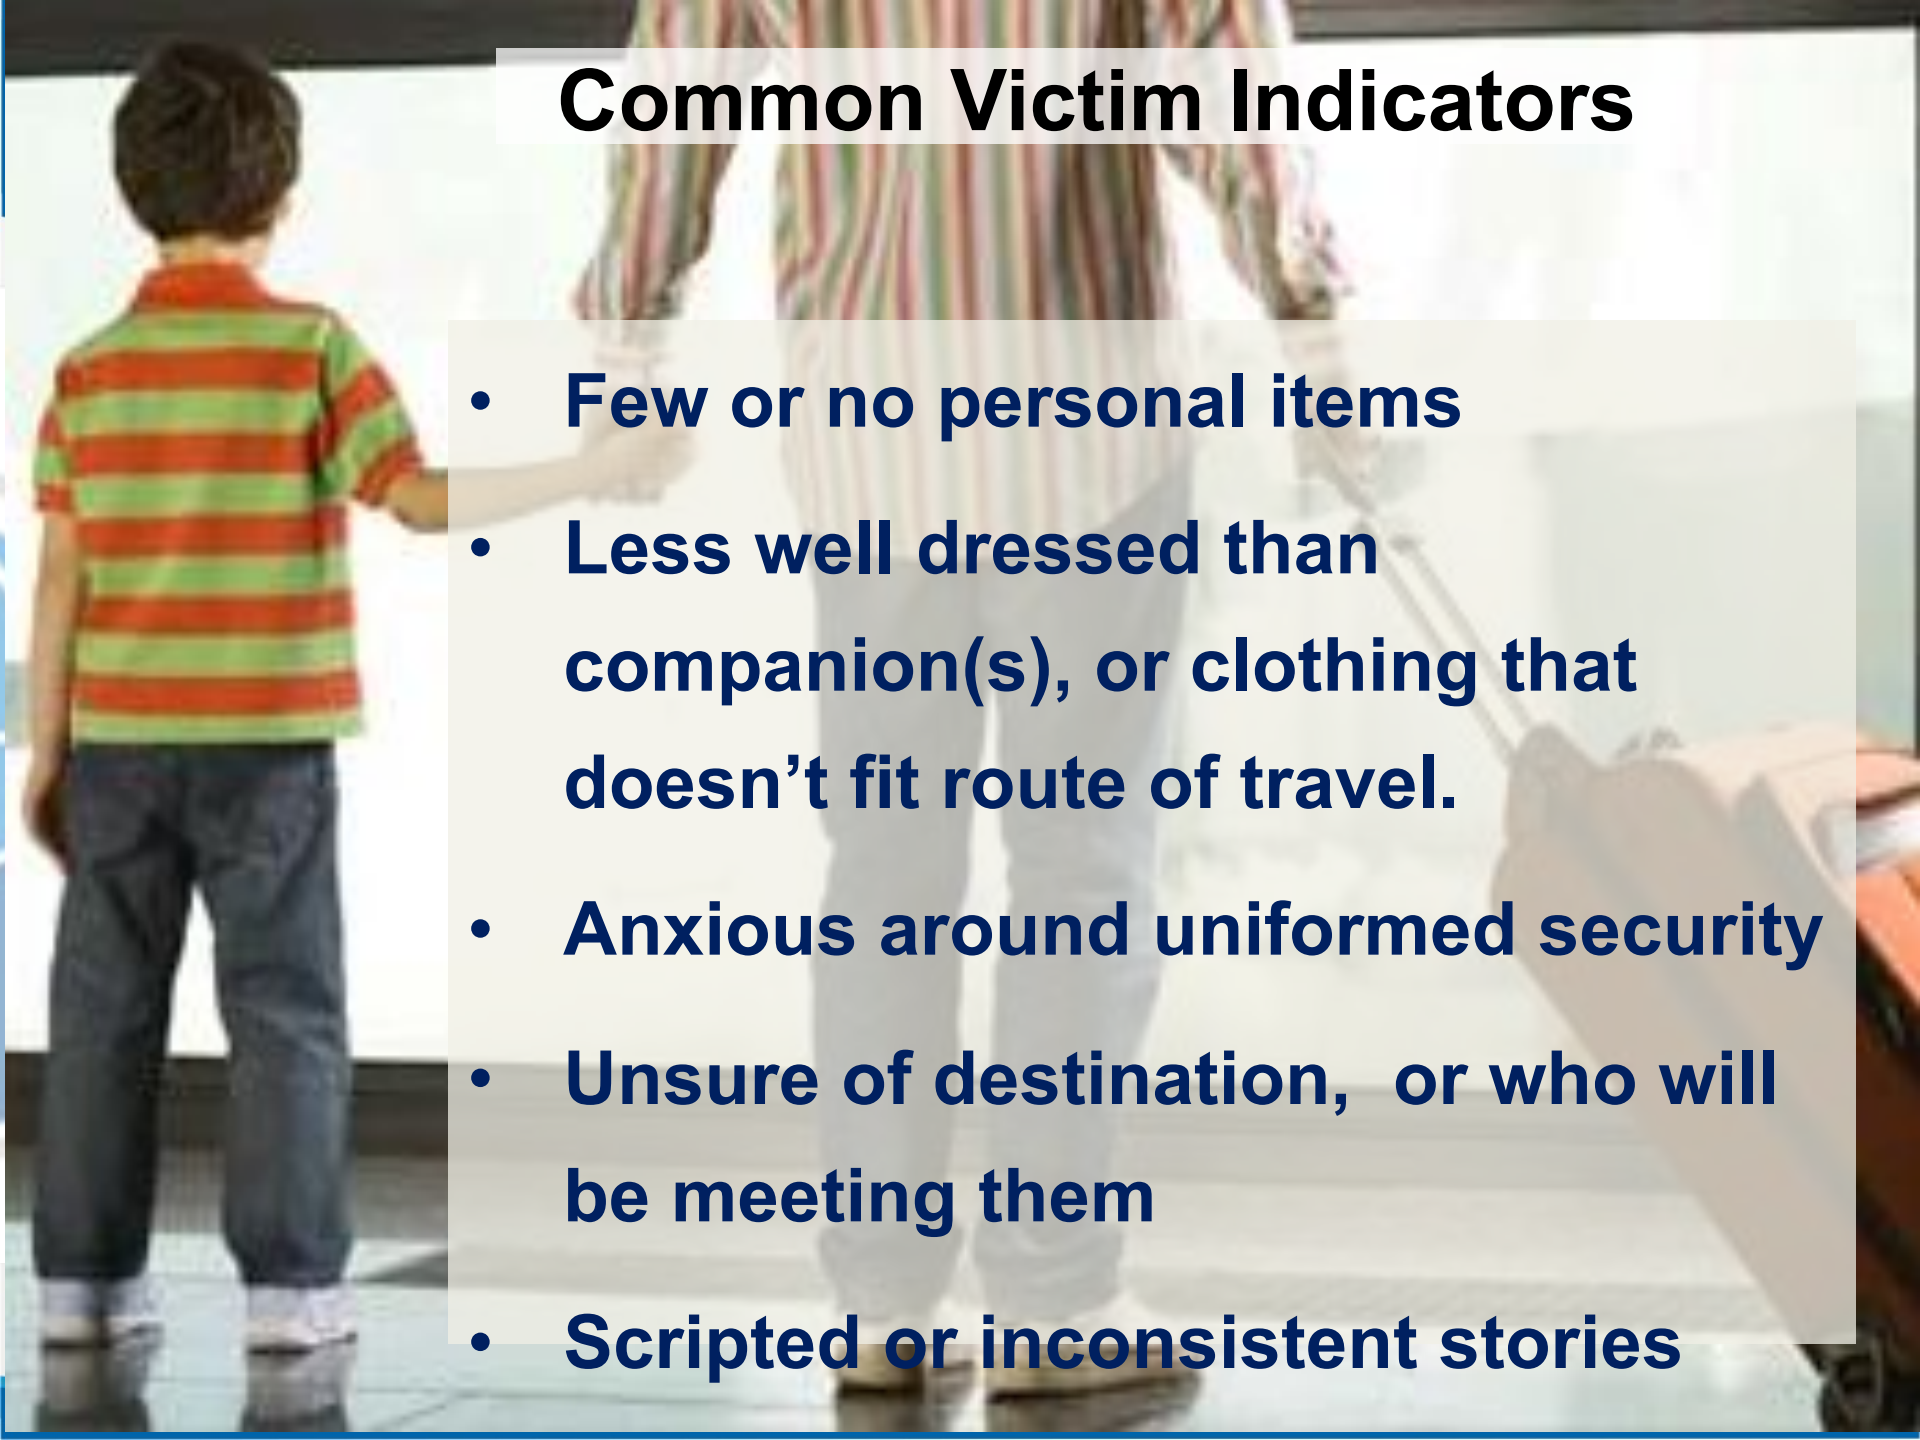 Common Victim Indicators
• Few or no personal items
• Less well dressed than
companion(s), or clothing that
doesn’t fit route of travel.
• Anxious around uniformed security
• Unsure of destination,  or who will
be meeting them
• Scripted or inconsistent stories